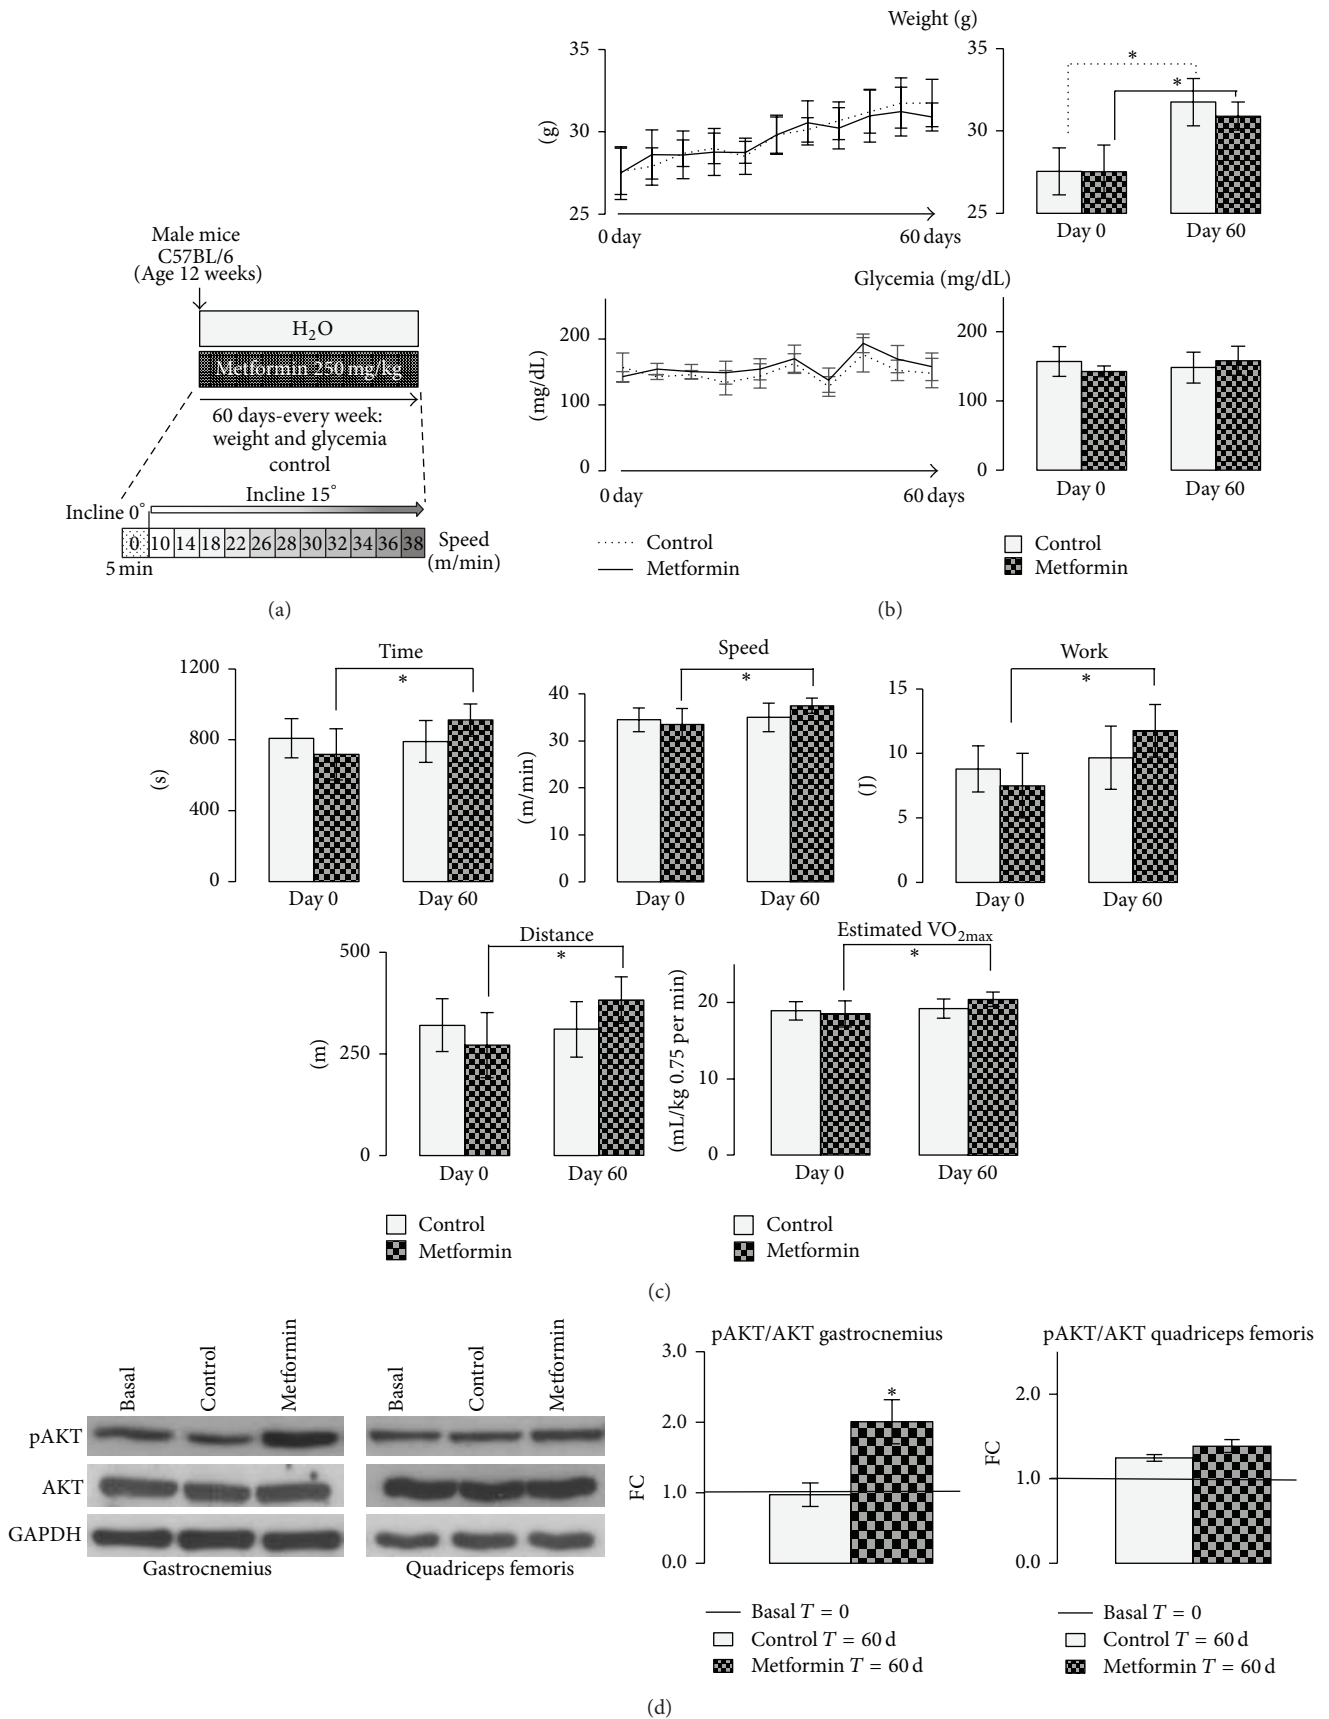 Male mice
C57BL/6
(Age 12 weeks)
H2O
Metformin 250 mg/kg
60 days-every week:
weight and glycemia
control
Incline 15°
Incline 0°
0 10 14 18 22 26 28 30 32 34 36 38
Speed
(m/min)
5 min
(a)
Weight (g)
35
30
25
(g)
0 day
60 days
35
30
25
*
*
Day 0
Day 60
Glycemia (mg/dL)
200
100
0
(mg/dL)
0 day
60 days
200
100
0
Day 0
Day 60
Control
Metformin
Control
Metformin
(b)
Time
1200
800
400
0
(s)
*
Day 0
Day 60
Speed
40
30
20
10
0
(m/min)
*
Day 0
Day 60
Work
15
10
5
0
(J)
*
Day 0
Day 60
Distance
500
250
0
(m)
*
Day 0
Day 60
Estimated VO2max
20
10
0
(mL/kg 0.75 per min)
*
Day 0
Day 60
Control
Metformin
Control
Metformin
(c)
Basal
Control
Metformin
Basal
Control
Metformin
pAKT
AKT
GAPDH
Gastrocnemius
Quadriceps femoris
pAKT/AKT gastrocnemius
3.0
2.0
1.0
0.0
FC
*
Basal T = 0
Control T = 60 d
Metformin T = 60 d
pAKT/AKT quadriceps femoris
2.0
1.0
0.0
FC
Basal T = 0
Control T = 60 d
Metformin T = 60 d
(d)